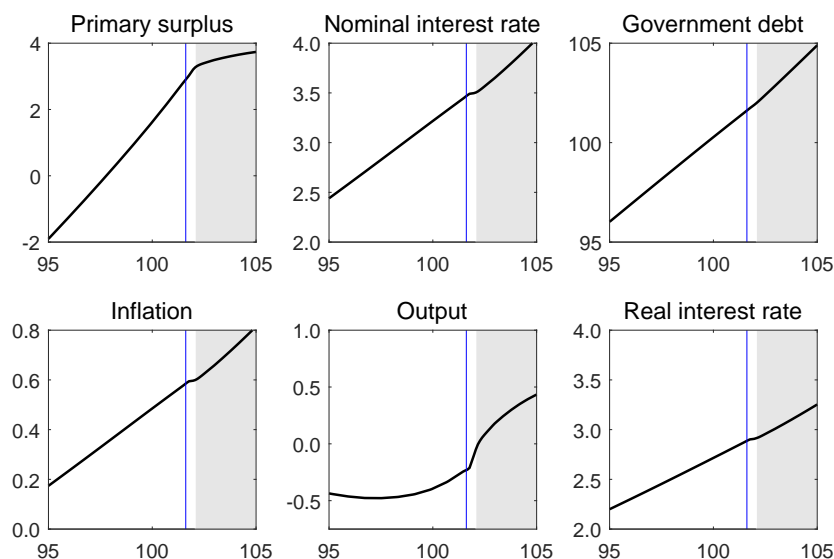 Primary surplus
4
2
0
-2
95 100 105
Nominal interest rate
4.0
3.5
3.0
2.5
2.0
95 100 105
Government debt
105
100
95
95 100 105
Inflation
0.8
0.6
0.4
0.2
0.0
95 100 105
Output
1.0
0.5
0.0
-0.5
95 100 105
Real interest rate
4.0
3.5
3.0
2.5
2.0
95 100 105